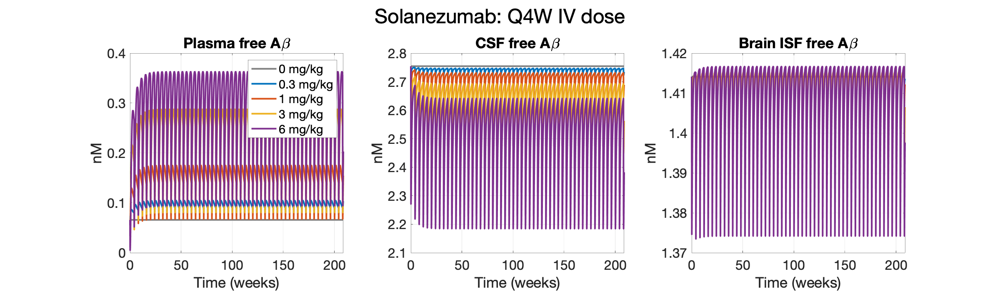 Solanezumab: Q4W IV dose
Plasma free Aβ
nM
0.4
0.3
0.2
0.1
0
0 mg/kg
0.3 mg/kg
1 mg/kg
3 mg/kg
6 mg/kg
0 50 100 150 200
Time (weeks)
CSF free Aβ
nM
2.8
2.7
2.6
2.5
2.4
2.3
2.2
2.1
0 50 100 150 200
Time (weeks)
Brain ISF free Aβ
nM
1.42
1.41
1.4
1.39
1.38
1.37
0 50 100 150 200
Time (weeks)